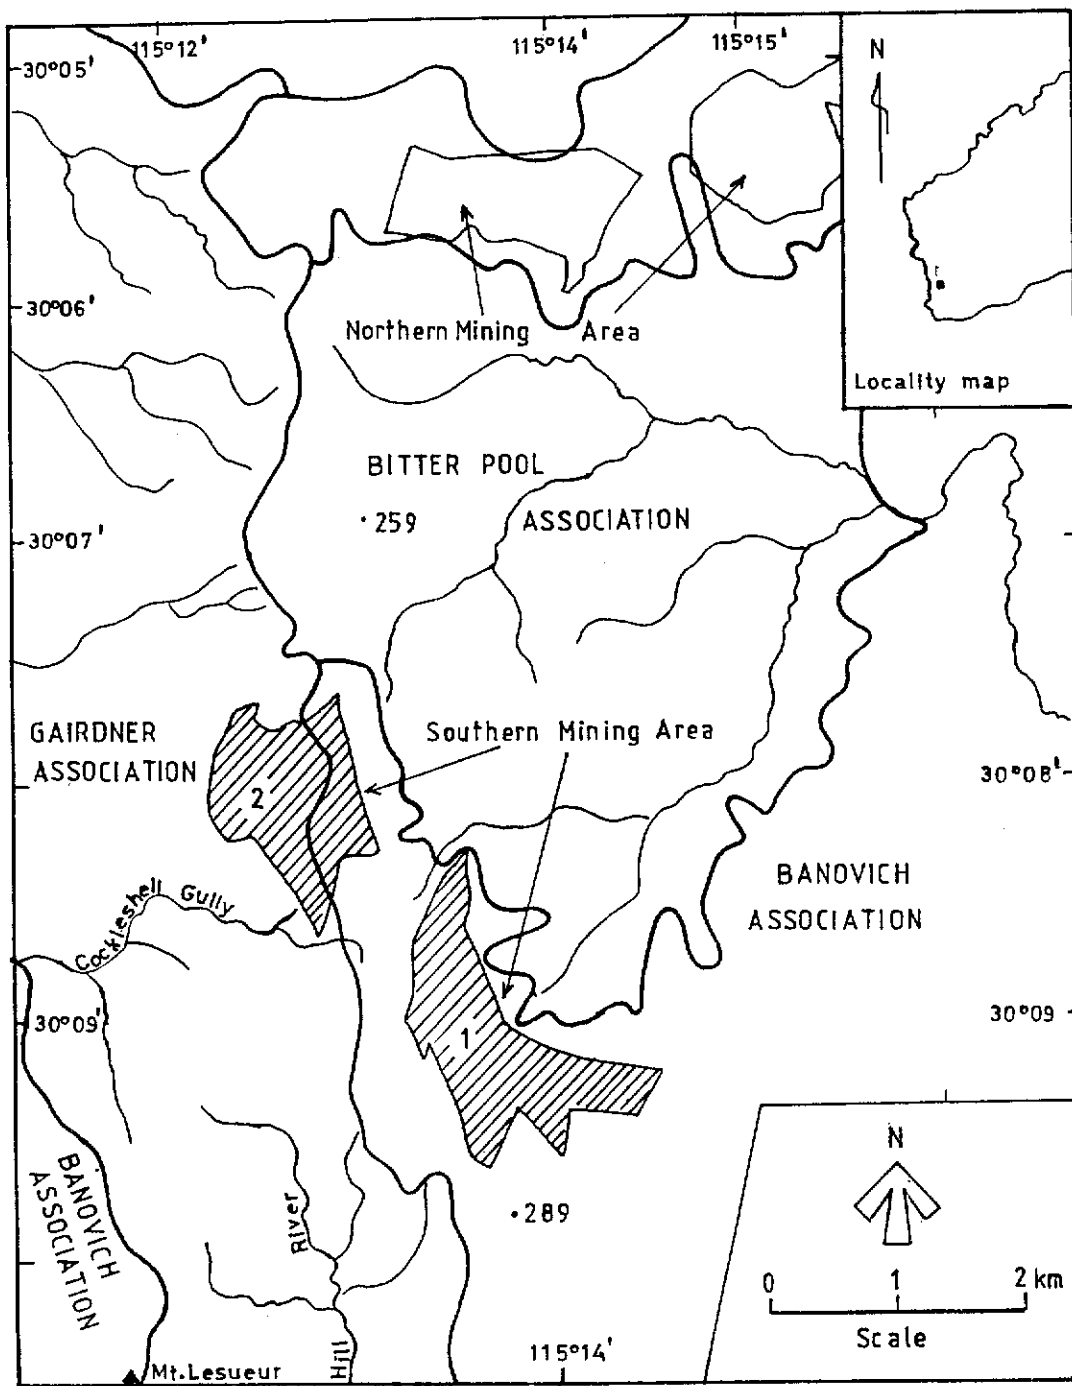 115°12'
115°14'
115°15'
30°05'
N
30°06'
Northern Mining Area
Locality map
BITTER POOL
ASSOCIATION
·259
30°07'
GAIRDNER
ASSOCIATION
Southern Mining Area
30°08'
2
BANOVICH
ASSOCIATION
Cockleshell Gully
30°09'
30°09
1
BANOVICH
ASSOCIATION
River
Hill
·289
N
0 1 2 km
Scale
Mt.Lesueur
115°14'